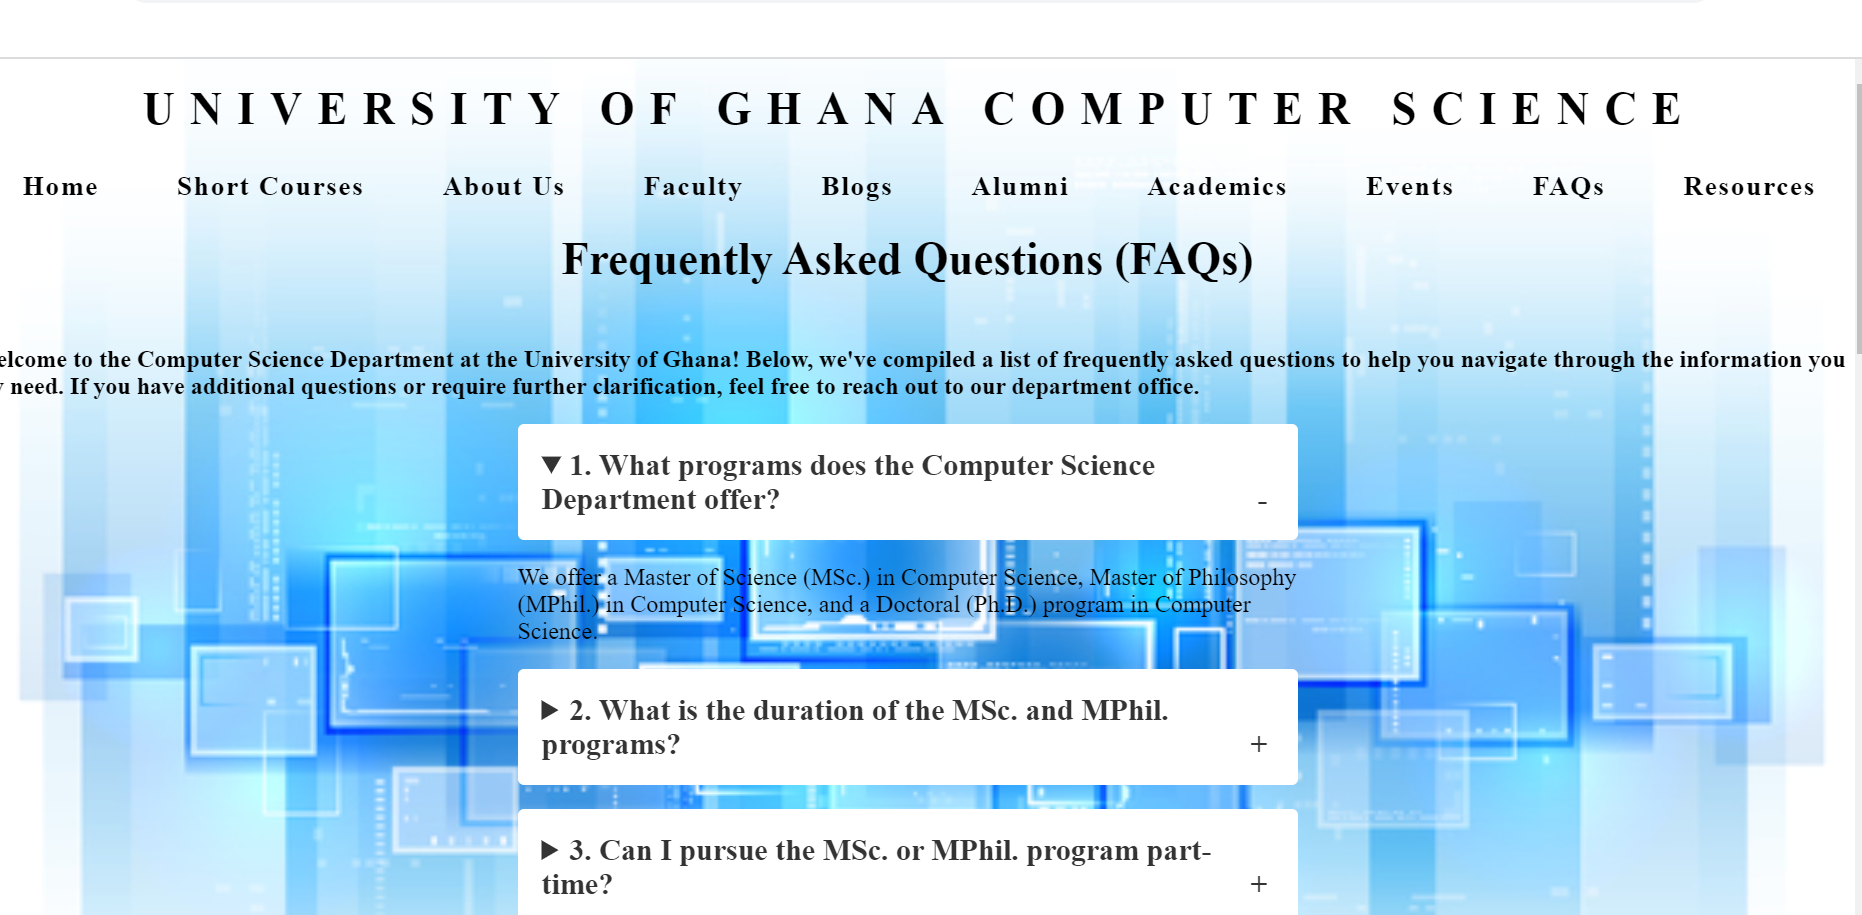 UNIVERSITY OF GHANA COMPUTER SCIENCE
Home Short Courses About Us Faculty Blogs Alumni Academics Events FAQs Resources
Frequently Asked Questions (FAQs)
elcome to the Computer Science Department at the University of Ghana! Below, we've compiled a list of frequently asked questions to help you navigate through the information you
need. If you have additional questions or require further clarification, feel free to reach out to our department office.
▼ 1. What programs does the Computer Science
Department offer? -
We offer a Master of Science (MSc.) in Computer Science, Master of Philosophy
(MPhil.) in Computer Science, and a Doctoral (Ph.D.) program in Computer
Science.
▶ 2. What is the duration of the MSc. and MPhil.
programs? +
▶ 3. Can I pursue the MSc. or MPhil. program part-
time? +